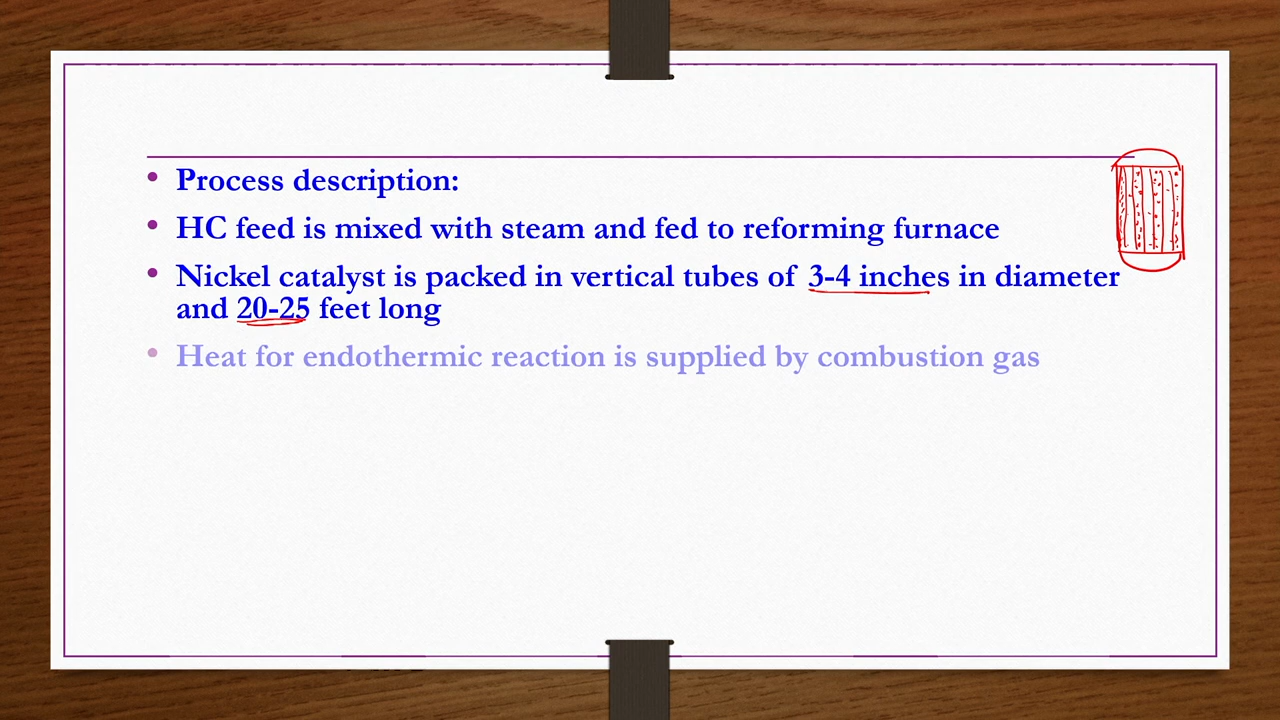 • Process description:
• HC feed is mixed with steam and fed to reforming furnace
• Nickel catalyst is packed in vertical tubes of 3-4 inches in diameter
and 20-25 feet long
• Heat for endothermic reaction is supplied by combustion gas